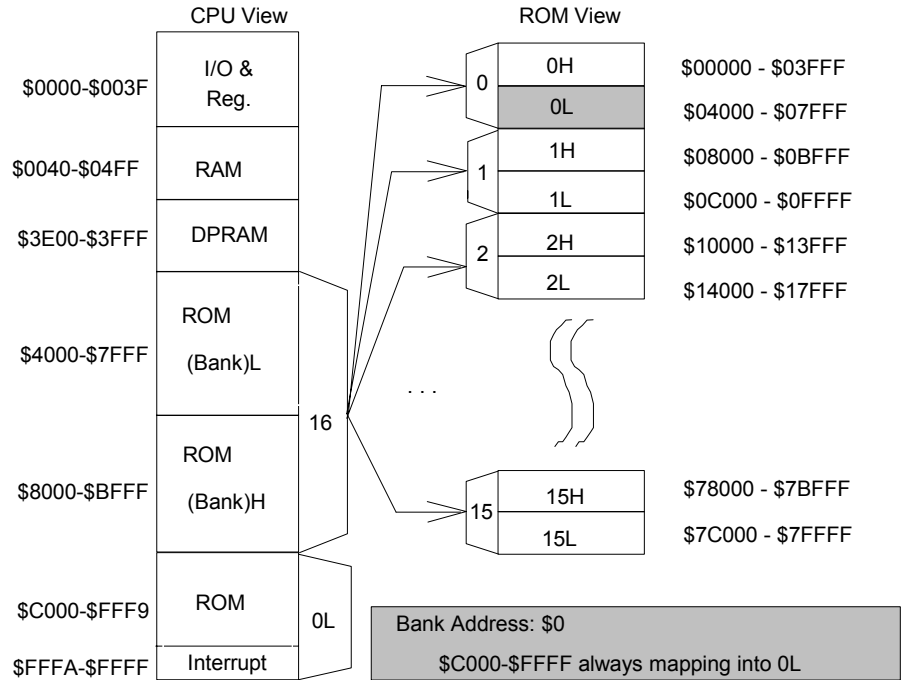 CPU View
ROM View
$0000-$003F
I/O &
Reg.
$0040-$04FF
RAM
$3E00-$3FFF
DPRAM
$4000-$7FFF
ROM
(Bank)L
16
$8000-$BFFF
ROM
(Bank)H
$C000-$FFF9
ROM
0L
$FFFA-$FFFF
Interrupt
0
0H
$00000 - $03FFF
0L
$04000 - $07FFF
1
1H
$08000 - $0BFFF
1L
$0C000 - $0FFFF
2
2H
$10000 - $13FFF
2L
$14000 - $17FFF
. . .
15
15H
$78000 - $7BFFF
15L
$7C000 - $7FFFF
Bank Address: $0
$C000-$FFFF always mapping into 0L